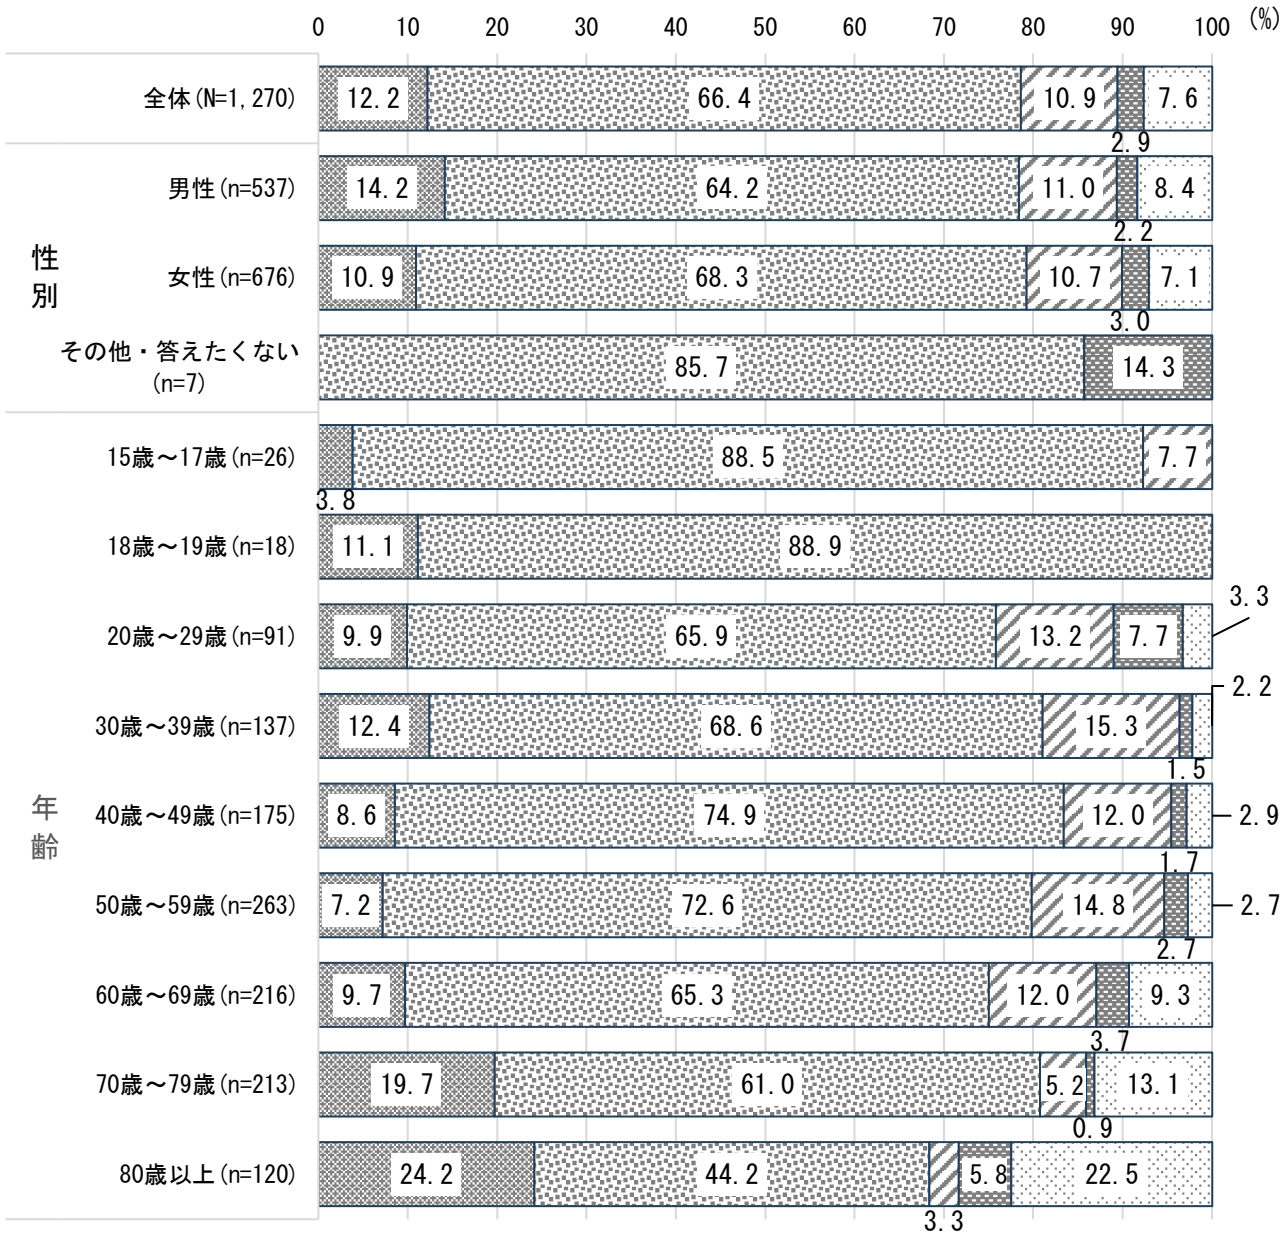 0 10 20 30 40 50 60 70 80 90 100 (%)
全体(N=1,270) 12.2 66.4 10.9 2.9 7.6
性別
男性(n=537) 14.2 64.2 11.0 2.2 8.4
女性(n=676) 10.9 68.3 10.7 3.0 7.1
その他・答えたくない
(n=7) 85.7 14.3
年齢
15歳～17歳(n=26) 3.8 88.5 7.7
18歳～19歳(n=18) 11.1 88.9
20歳～29歳(n=91) 9.9 65.9 13.2 7.7 3.3
30歳～39歳(n=137) 12.4 68.6 15.3 1.5 2.2
40歳～49歳(n=175) 8.6 74.9 12.0 1.7 2.9
50歳～59歳(n=263) 7.2 72.6 14.8 2.7 2.7
60歳～69歳(n=216) 9.7 65.3 12.0 3.7 9.3
70歳～79歳(n=213) 19.7 61.0 5.2 0.9 13.1
80歳以上(n=120) 24.2 44.2 3.3 5.8 22.5